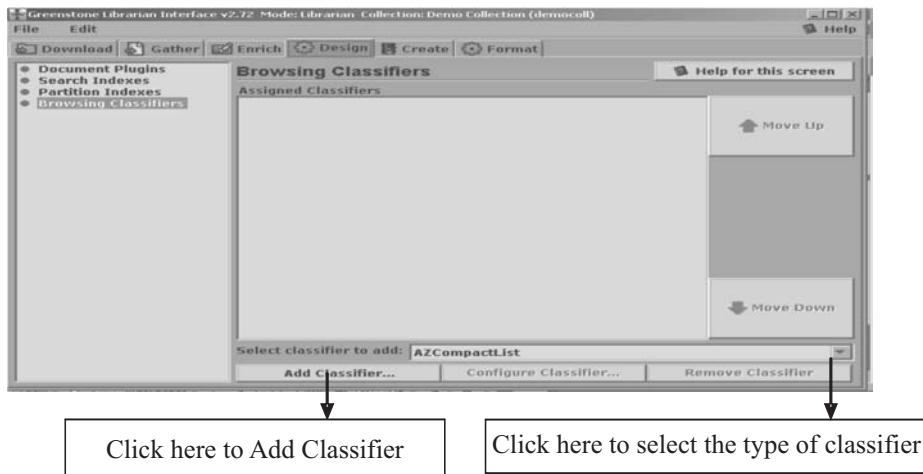 Greenstone Librarian Interface v2.72 Mode: Librarian Collection: Demo Collection (democoll)
File Edit Help
Download Gather Enrich Design Create Format
Document Plugins
Search Indexes
Partition Indexes
Browsing Classifiers
Browsing Classifiers Help for this screen
Assigned Classifiers
Move Up
Move Down
Select classifier to add: AZCompactList
Add Classifier... Configure Classifier... Remove Classifier
Click here to Add Classifier
Click here to select the type of classifier